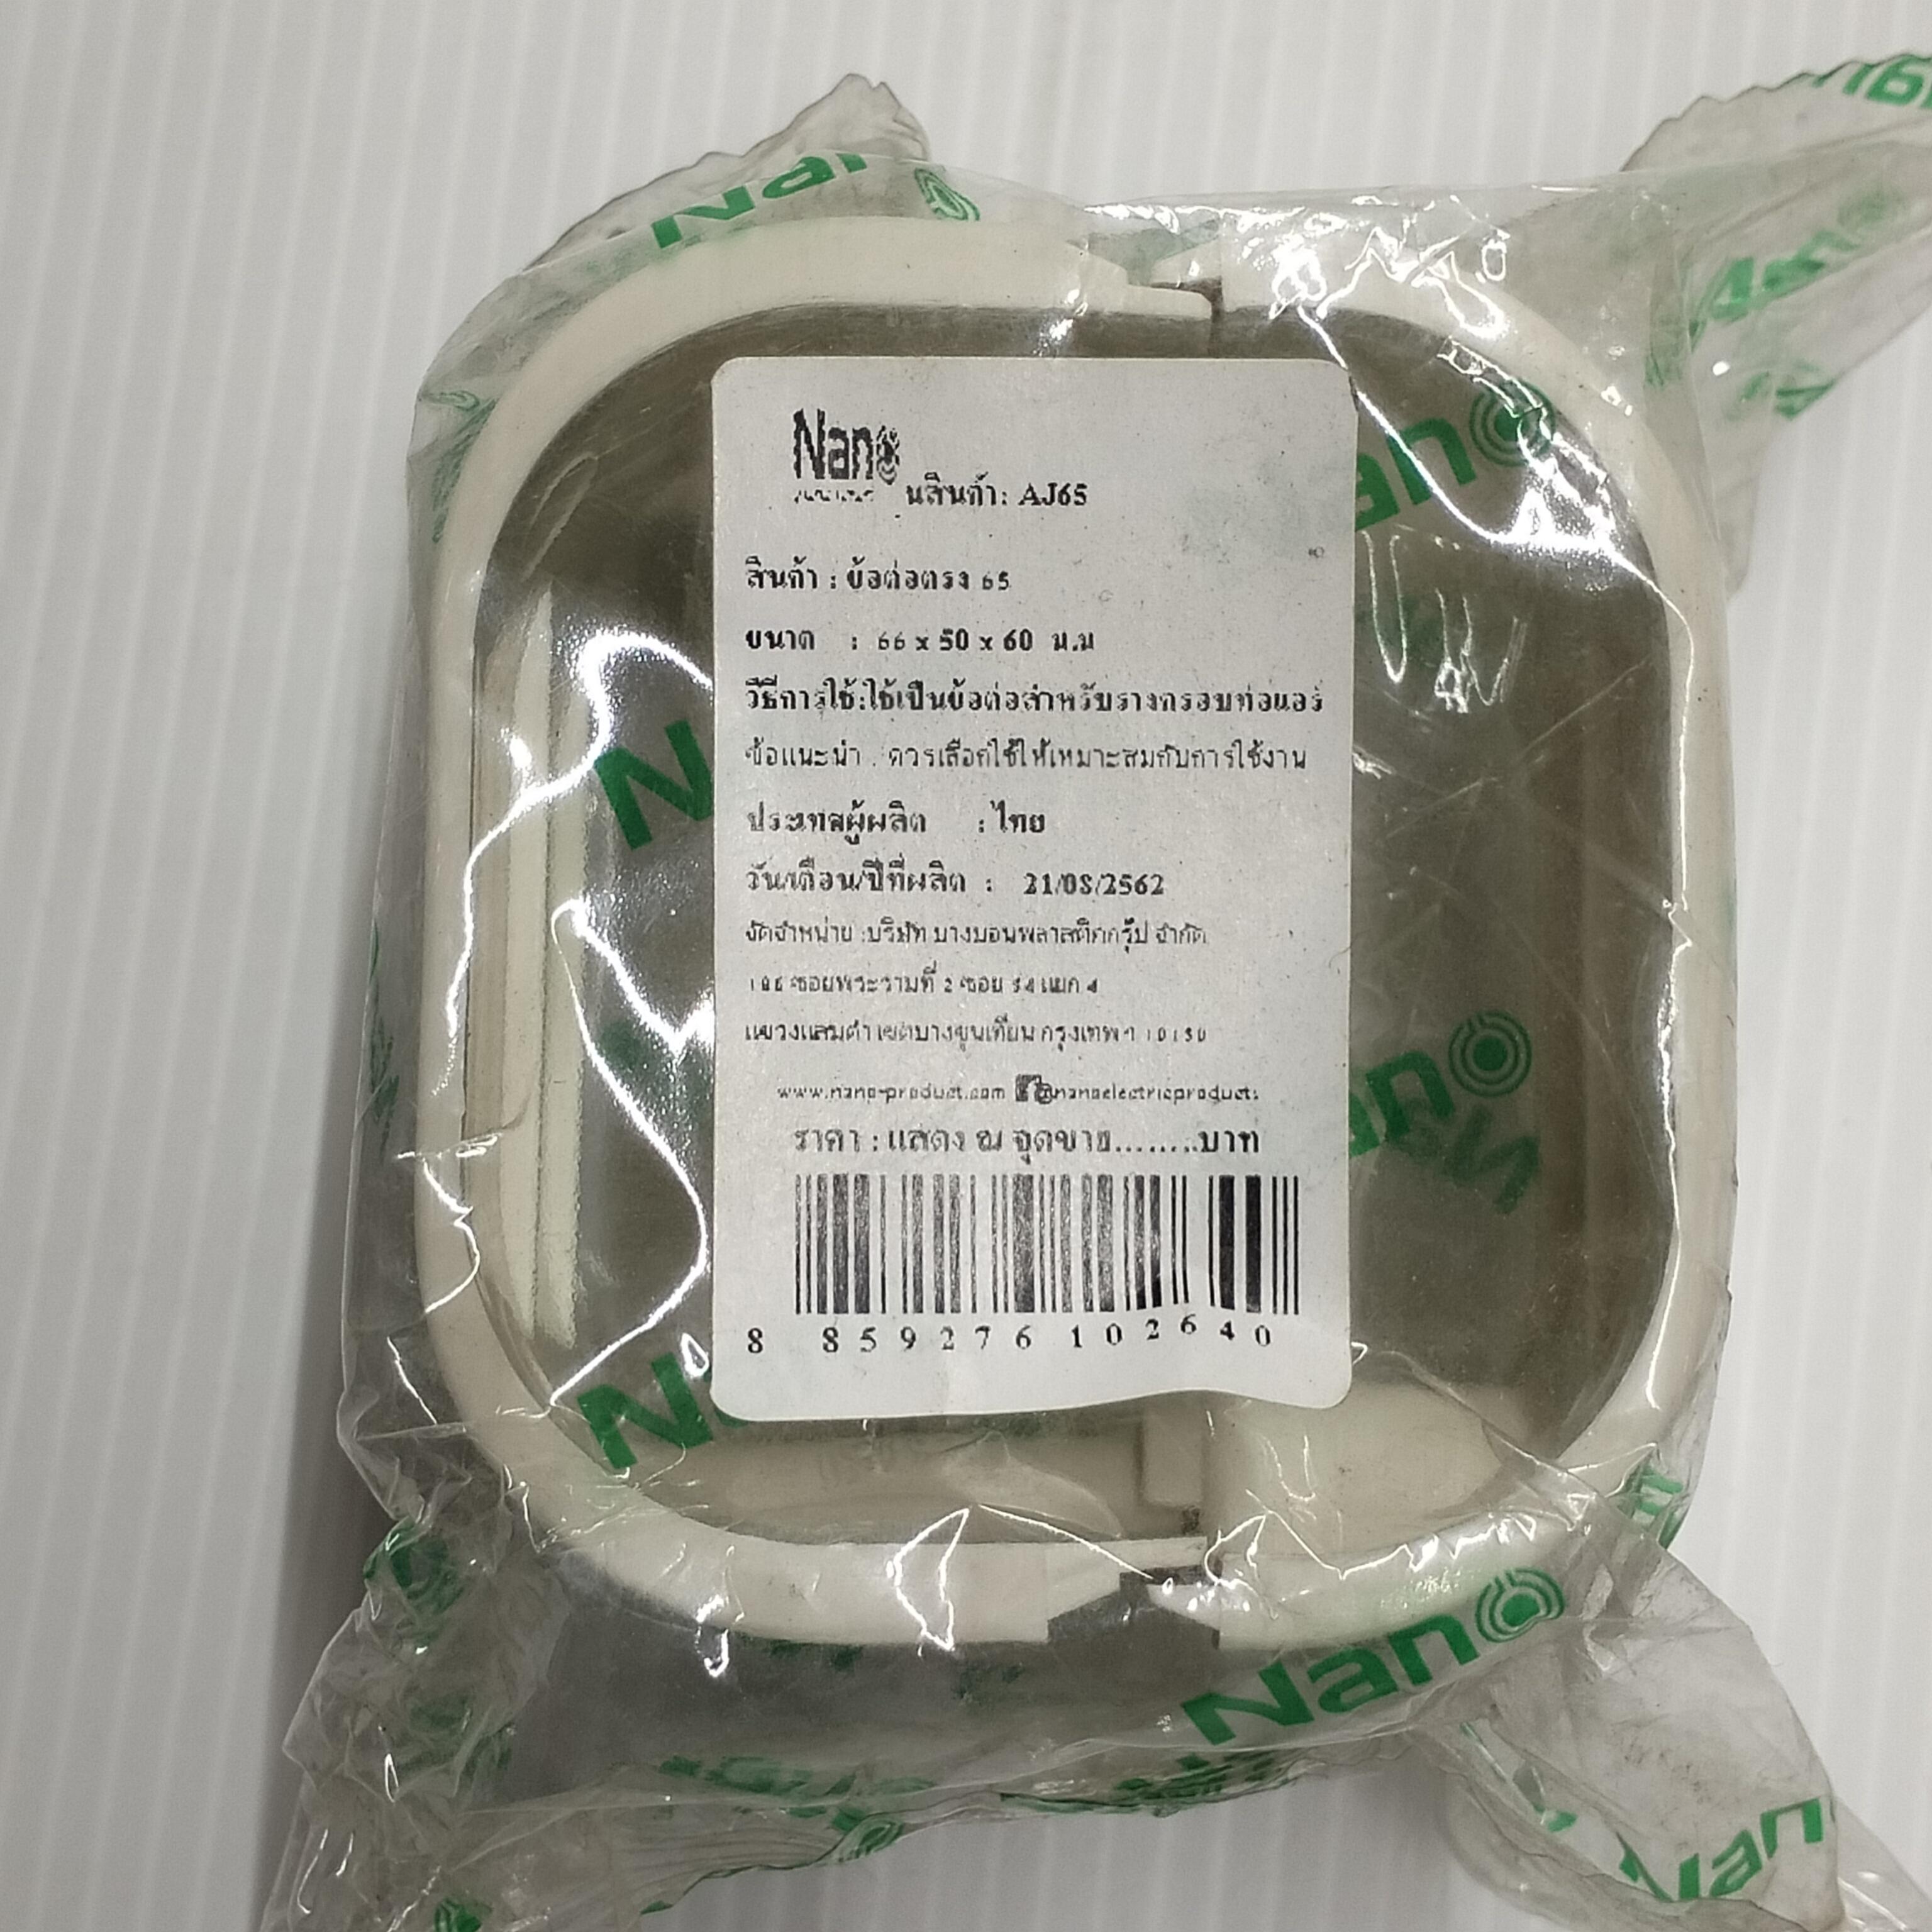 Nano
นสินค้า: AJ65
สินค้า : ข้อต่อตรง 65
ขนาด : 66 x 50 x 60 ม.ม
วิธีการใช้:ใช้เป็นข้อต่อสำหรับรางครอบท่อแอร์
ข้อแนะนำ : ควรเลือกใช้ให้เหมาะสมกับการใช้งาน
ประเทศผู้ผลิต : ไทย
วัน/เดือน/ปีที่ผลิต : 21/08/2562
จัดจำหน่าย :บริษัท บางบอนพลาสติกกรุ๊ป จำกัด
ซอยพระรามที่ 2 ซอย แยก 4
แขวงแสมดำ เขตบางขุนเทียน กรุงเทพฯ 10150
www.nano-product.com @nanoelectricproducts
ราคา : แสดง ณ จุดขาย........บาท
8 859276 102640
Nano
Nano
Nano
Nano
Nano